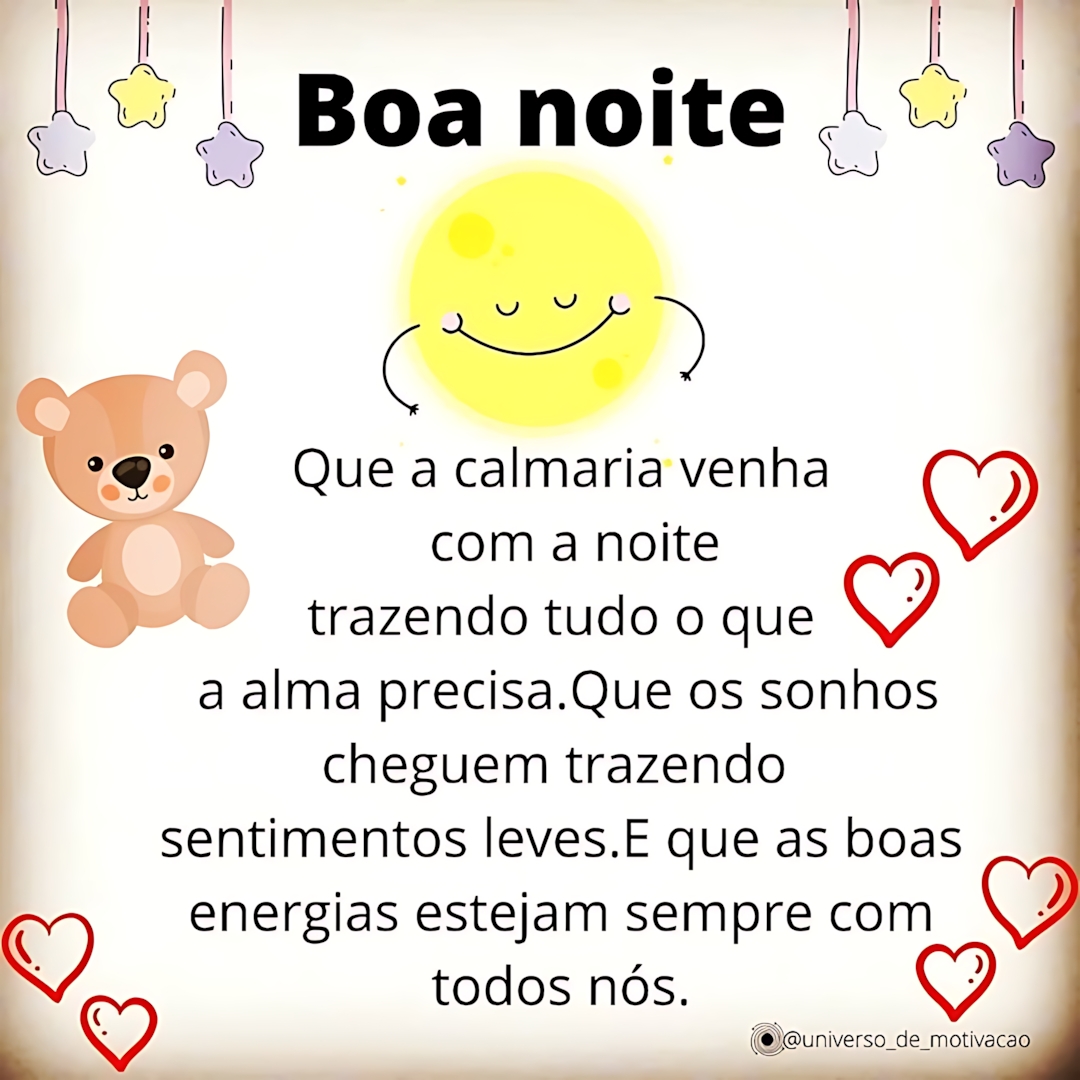 Boa noite
Que a calmaria venha
com a noite
trazendo tudo o que
a alma precisa.Que os sonhos
cheguem trazendo
sentimentos leves.E que as boas
energias estejam sempre com
todos nós.
@universo_de_motivacao